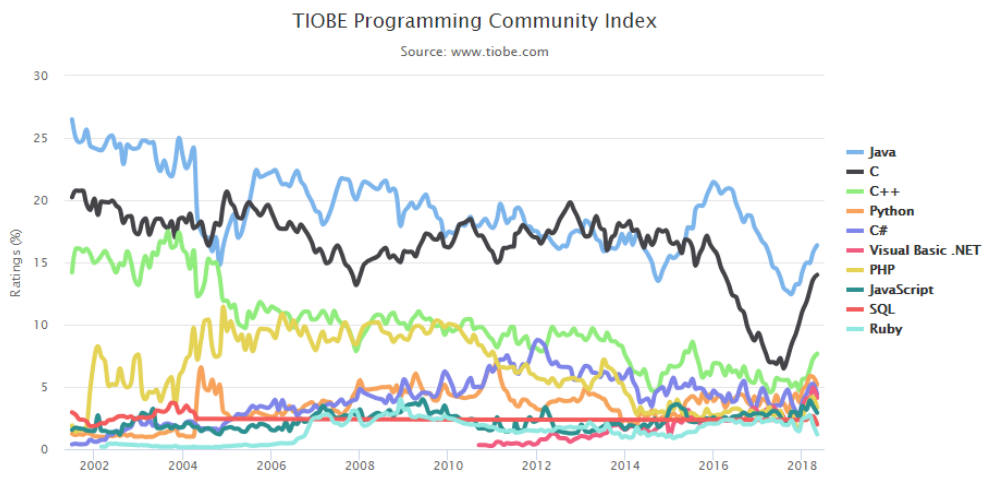 TIOBE Programming Community Index
Source: www.tiobe.com
Ratings (%)
30
25
20
15
10
5
0
2002 2004 2006 2008 2010 2012 2014 2016 2018
Java
C
C++
Python
C#
Visual Basic .NET
PHP
JavaScript
SQL
Ruby